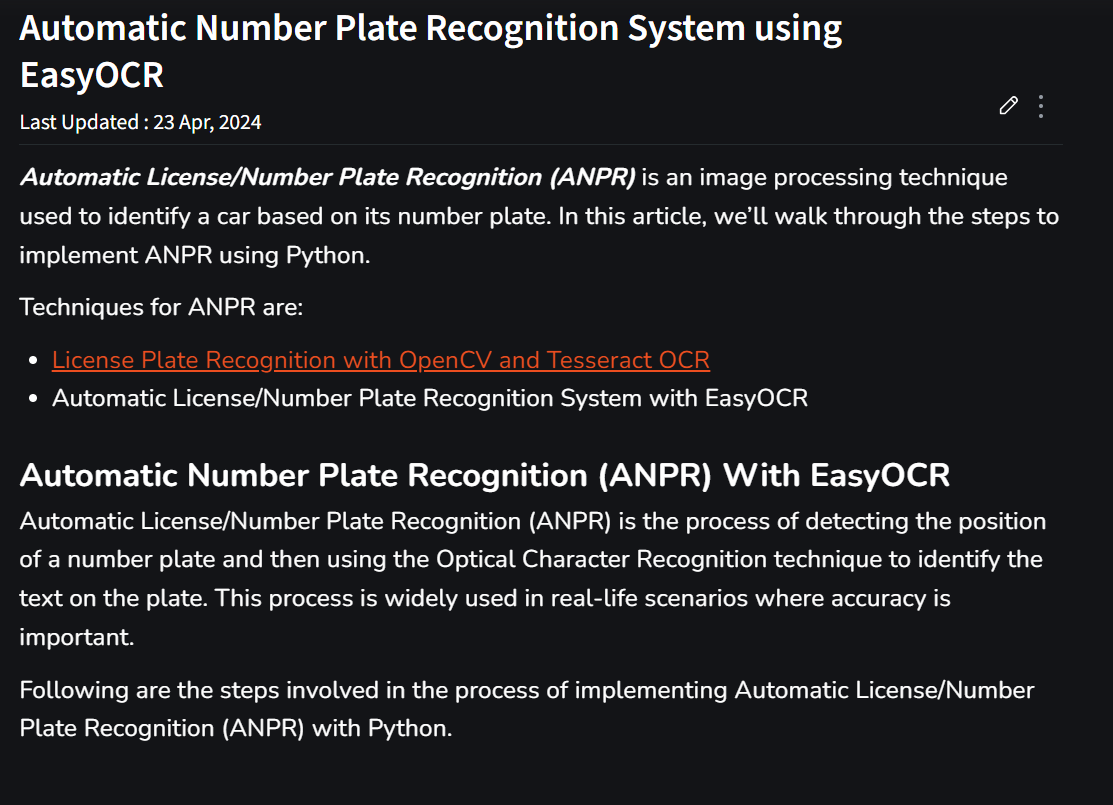 Automatic Number Plate Recognition System using
EasyOCR
Last Updated : 23 Apr, 2024
Automatic License/Number Plate Recognition (ANPR) is an image processing technique
used to identify a car based on its number plate. In this article, we’ll walk through the steps to
implement ANPR using Python.
Techniques for ANPR are:
• License Plate Recognition with OpenCV and Tesseract OCR
• Automatic License/Number Plate Recognition System with EasyOCR
Automatic Number Plate Recognition (ANPR) With EasyOCR
Automatic License/Number Plate Recognition (ANPR) is the process of detecting the position
of a number plate and then using the Optical Character Recognition technique to identify the
text on the plate. This process is widely used in real-life scenarios where accuracy is
important.
Following are the steps involved in the process of implementing Automatic License/Number
Plate Recognition (ANPR) with Python.